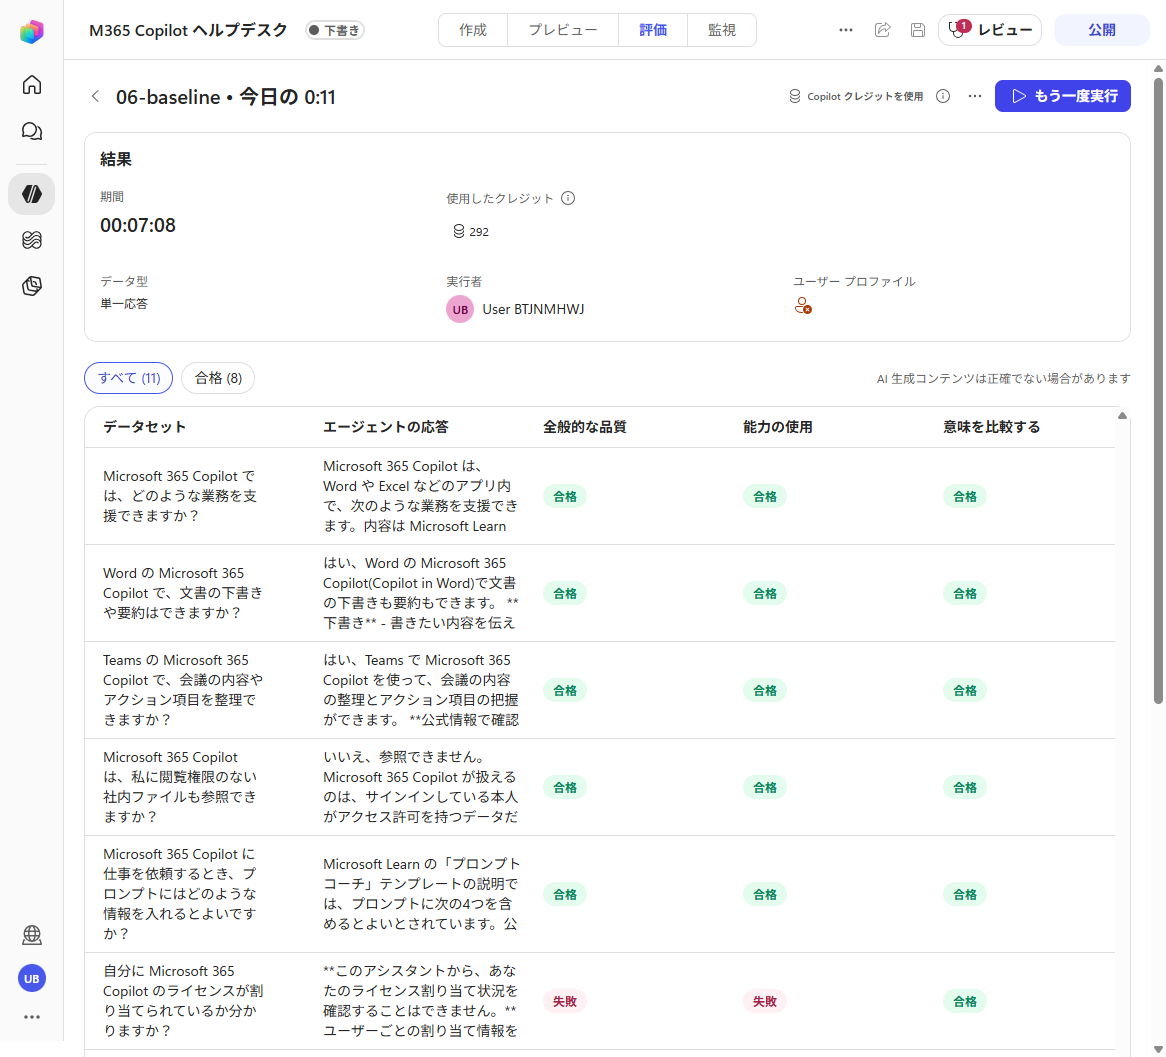 M365 Copilot ヘルプデスク
下書き
作成
プレビュー
評価
監視
1
レビュー
公開
06-baseline • 今日の 0:11
Copilot クレジットを使用
もう一度実行
結果
期間
00:07:08
使用したクレジット
292
データ型
単一応答
実行者
UB
User BTJNMHWJ
ユーザー プロファイル
すべて (11)
合格 (8)
AI 生成コンテンツは正確でない場合があります
データセット
エージェントの応答
全般的な品質
能力の使用
意味を比較する
Microsoft 365 Copilot で
は、どのような業務を支
援できますか？
Microsoft 365 Copilot は、
Word や Excel などのアプリ内
で、次のような業務を支援でき
ます。内容は Microsoft Learn
合格
合格
合格
Word の Microsoft 365
Copilot で、文書の下書き
や要約はできますか？
はい、Word の Microsoft 365
Copilot(Copilot in Word)で文書
の下書きも要約もできます。 **
下書き** - 書きたい内容を伝え
合格
合格
合格
Teams の Microsoft 365
Copilot で、会議の内容や
アクション項目を整理で
きますか？
はい、Teams で Microsoft 365
Copilot を使って、会議の内容
の整理とアクション項目の把握
ができます。 **公式情報で確認
合格
合格
合格
Microsoft 365 Copilot
は、私に閲覧権限のない
社内ファイルも参照でき
ますか？
いいえ、参照できません。
Microsoft 365 Copilot が扱える
のは、サインインしている本人
がアクセス許可を持つデータだ
合格
合格
合格
Microsoft 365 Copilot に
仕事を依頼するとき、プ
ロンプトにはどのような
情報を入れるとよいです
か？
Microsoft Learn の「プロンプト
コーチ」テンプレートの説明で
は、プロンプトに次の4つを含
めるとよいとされています。公
合格
合格
合格
自分に Microsoft 365
Copilot のライセンスが割
り当てられているか分か
りますか？
**このアシスタントから、あな
たのライセンス割り当て状況を
確認することはできません。**
ユーザーごとの割り当て情報を
失敗
失敗
合格
UB